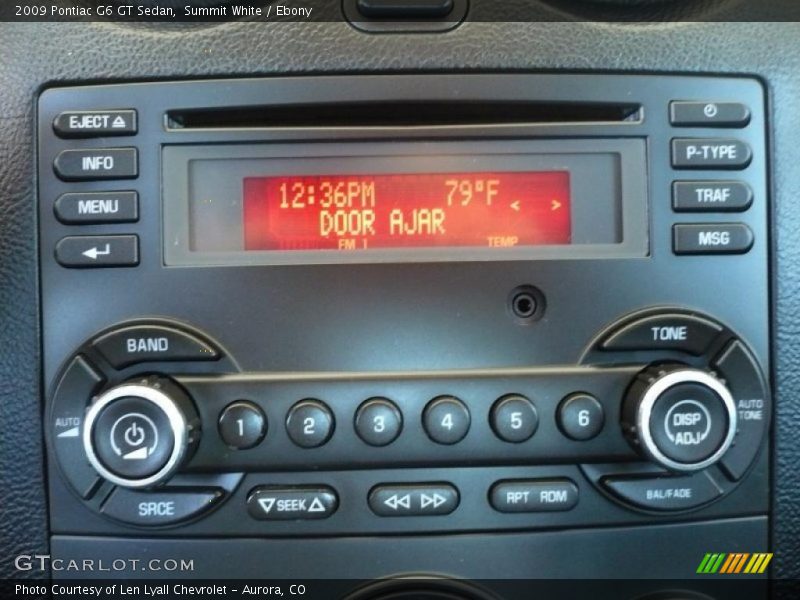 2009 Pontiac G6 GT Sedan, Summit White / Ebony
EJECT
INFO
MENU
P-TYPE
TRAF
MSG
12:36PM 79°F < >
DOOR AJAR
FM 1 TEMP
BAND
TONE
AUTO
1 2 3 4 5 6
DISP
ADJ
AUTO
TONE
SRCE
SEEK
RPT RDM
BAL/FADE
GTCARLOT.COM
Photo Courtesy of Len Lyall Chevrolet - Aurora, CO